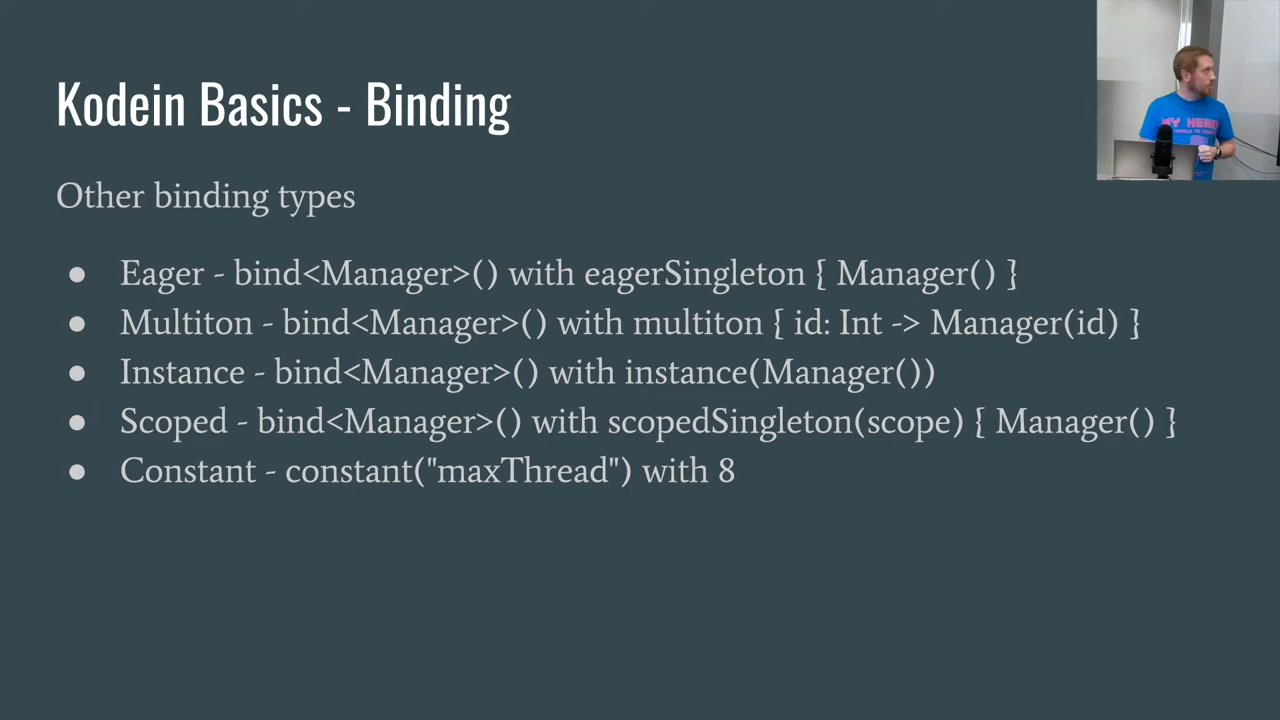 Kodein Basics - Binding
Other binding types
● Eager - bind<Manager>() with eagerSingleton { Manager() }
● Multiton - bind<Manager>() with multiton { id: Int -> Manager(id) }
● Instance - bind<Manager>() with instance(Manager())
● Scoped - bind<Manager>() with scopedSingleton(scope) { Manager() }
● Constant - constant("maxThread") with 8